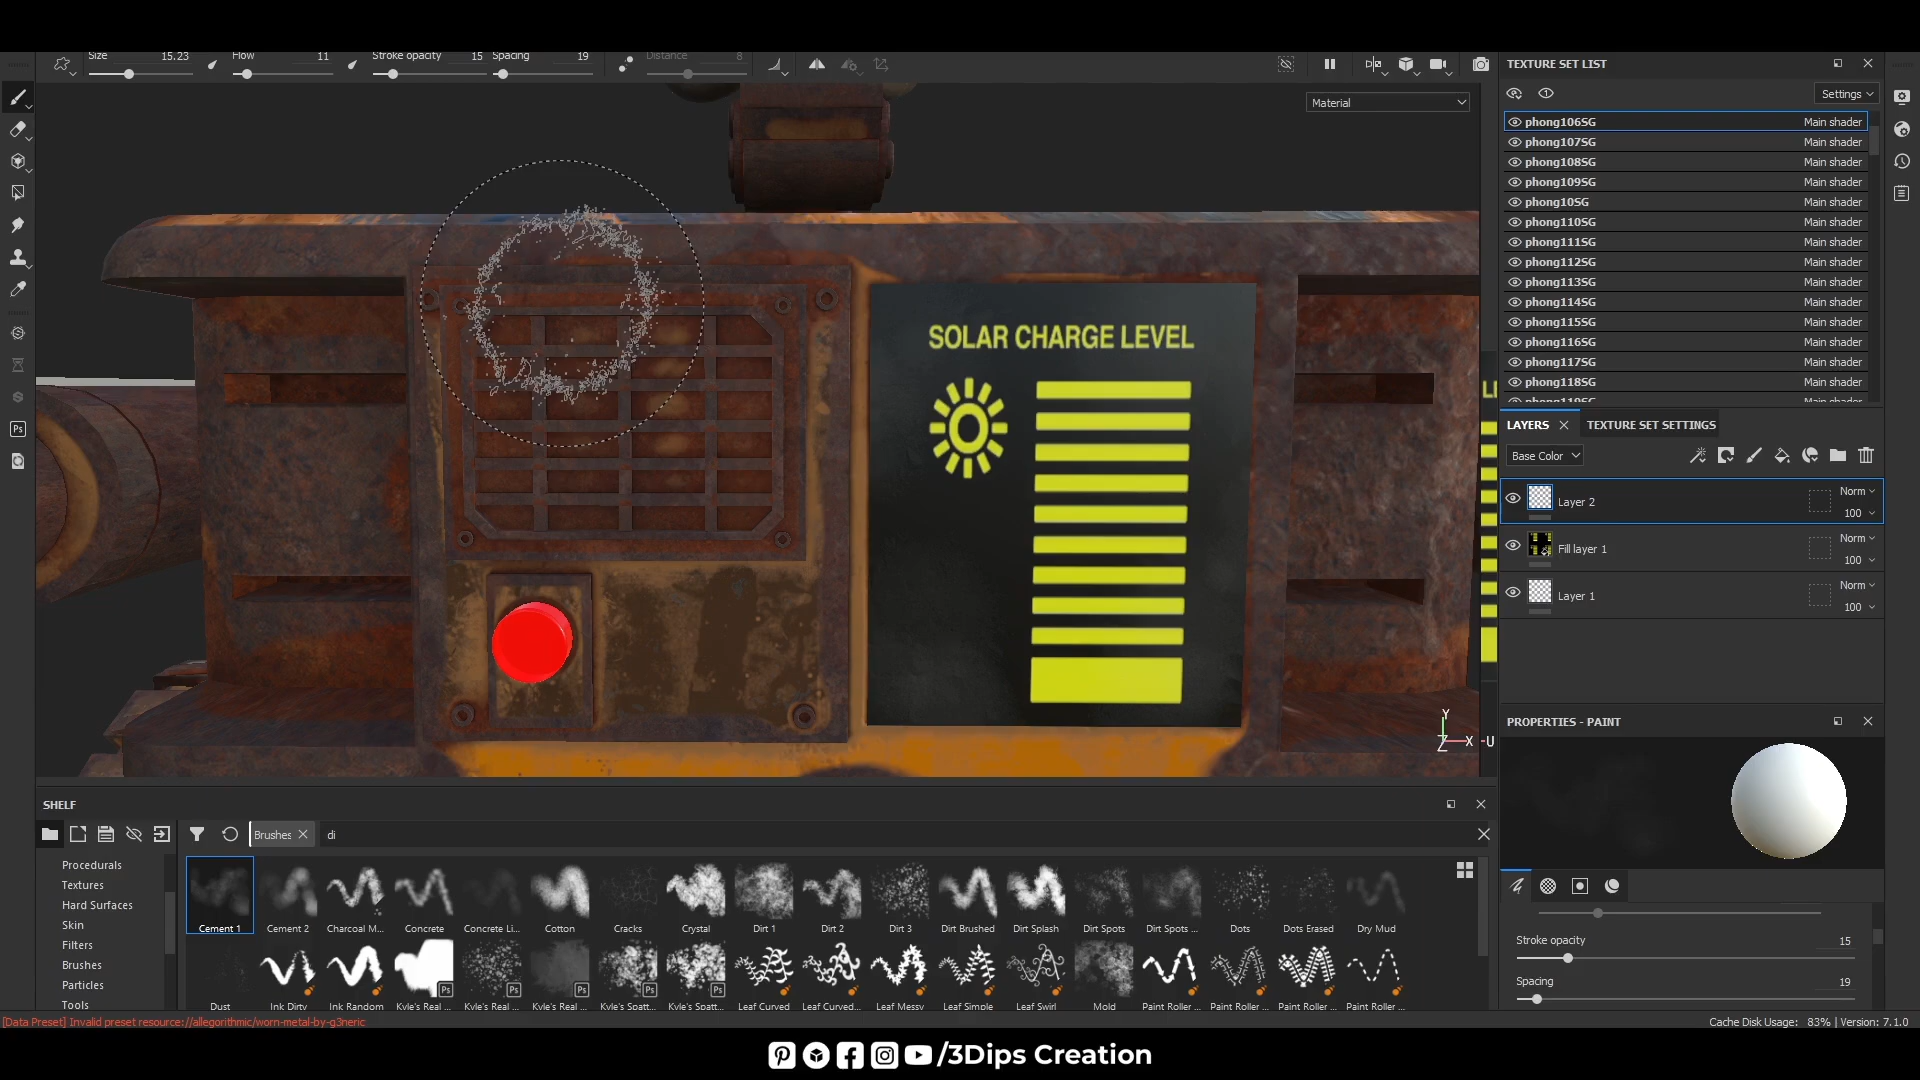 Size 15.23 Flow 11 Stroke opacity 15 Spacing 19 Distance 8
Material
SOLAR CHARGE LEVEL
Y
Z X -U
TEXTURE SET LIST
Settings
phong106SG Main shader
phong107SG Main shader
phong108SG Main shader
phong109SG Main shader
phong10SG Main shader
phong110SG Main shader
phong111SG Main shader
phong112SG Main shader
phong113SG Main shader
phong114SG Main shader
phong115SG Main shader
phong116SG Main shader
phong117SG Main shader
phong118SG Main shader
phong119SG Main shader
LAYERS TEXTURE SET SETTINGS
Base Color
Layer 2 Norm 100
Fill layer 1 Norm 100
Layer 1 Norm 100
PROPERTIES - PAINT
Stroke opacity 15
Spacing 19
SHELF
Brushes di
Procedurals
Textures
Hard Surfaces
Skin
Filters
Brushes
Particles
Tools
Cement 1 Cement 2 Charcoal M... Concrete Concrete Li... Cotton Cracks Crystal Dirt 1 Dirt 2 Dirt 3 Dirt Brushed Dirt Splash Dirt Spots Dirt Spots ... Dots Dots Erased Dry Mud
Ps Ps Ps Ps Ps
Dust Ink Dirty Ink Random Kyle's Real ... Kyle's Real ... Kyle's Real ... Kyle's Spatt... Kyle's Spatt... Leaf Curved Leaf Curved... Leaf Messy Leaf Simple Leaf Swirl Mold Paint Roller Paint Roller ... Paint Roller ... Paint Roller ...
[Data Preset] Invalid preset resource://allegorithmic/worn-metal-by-g3neric
Cache Disk Usage: 83% | Version: 7.1.0
/3Dips Creation